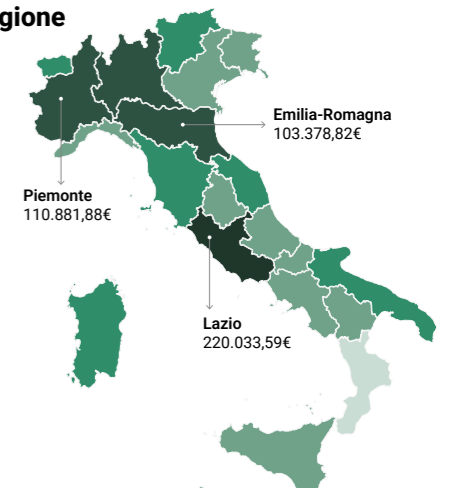 gione
Emilia-Romagna
103.378,82€
Piemonte
110.881,88€
Lazio
220.033,59€